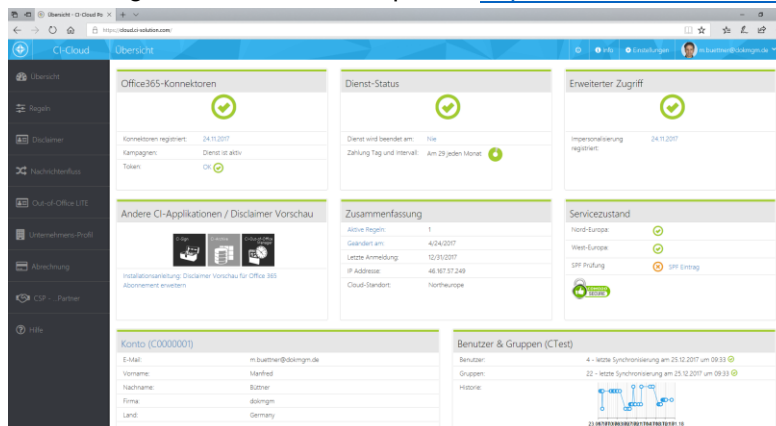 Übersicht - CI-Cloud Po
https://cloud.ci-solution.com/
CI-Cloud
Übersicht
Info
Einstellungen
m.buettner@dokmgm.de
Übersicht
Regeln
Disclaimer
Nachrichtenfluss
Out-of-Office LITE
Unternehmens-Profil
Abrechnung
CSP - ...Partner
Hilfe
Office365-Konnektoren
Konnektoren registriert: 24.11.2017
Kampagnen: Dienst ist aktiv
Token: OK
Dienst-Status
Dienst wird beendet am: Nie
Zahlung Tag und Intervall: Am 29 jeden Monat
Erweiterter Zugriff
Impersonalisierung registriert: 24.11.2017
Andere CI-Applikationen / Disclaimer Vorschau
Installationsanleitung: Disclaimer Vorschau für Office 365
Abonnement erweitern
Zusammenfassung
Aktive Regeln: 1
Geändert am: 4/24/2017
Letzte Anmeldung: 12/31/2017
IP Addresse: 46.167.57.249
Cloud-Standort: Northeurope
Servicezustand
Nord-Europa:
West-Europa:
SPF Prüfung SPF Eintrag
SECURE
Konto (C0000001)
E-Mail: m.buettner@dokmgm.de
Vorname: Manfred
Nachname: Büttner
Firma: dokmgm
Land: Germany
Benutzer & Gruppen (CTest)
Benutzer: 4 - letzte Synchronisierung am 25.12.2017 um 09:33
Gruppen: 22 - letzte Synchronisierung am 25.12.2017 um 09:33
Historie: